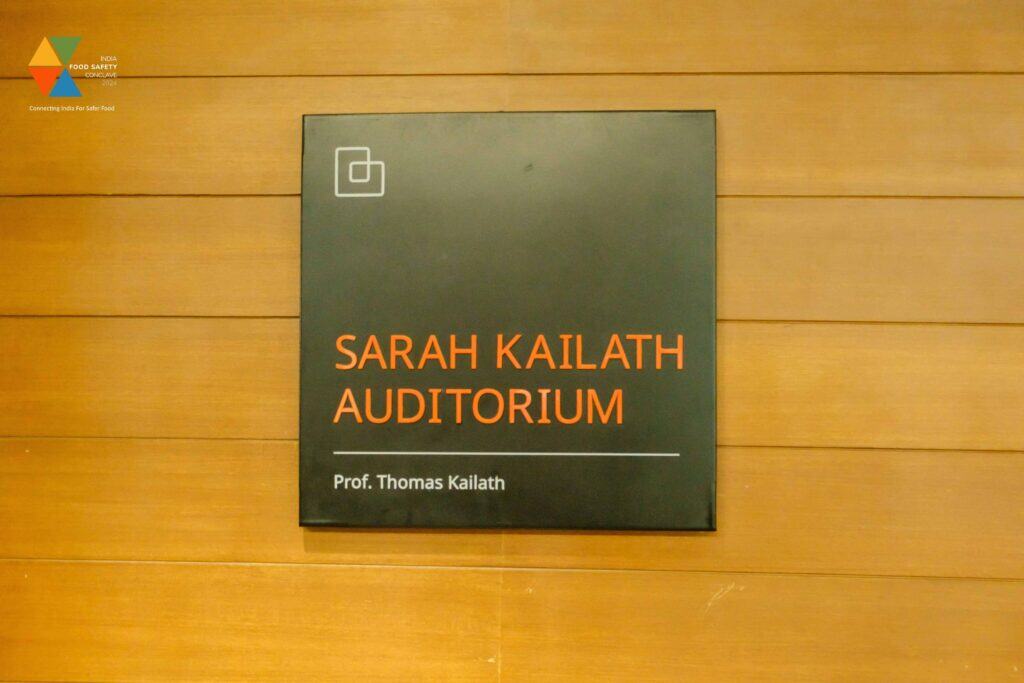 INDIA
FOOD SAFETY
CONCLAVE
2024
Connecting India For Safer Food
SARAH KAILATH
AUDITORIUM
Prof. Thomas Kailath